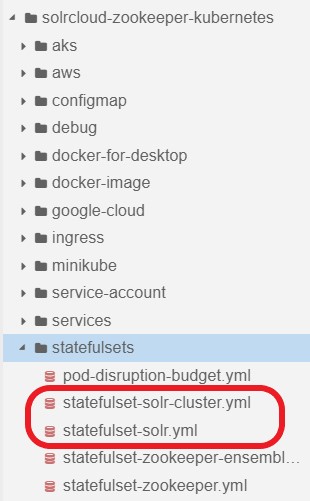 solrcloud-zookeeper-kubernetes
aks
aws
configmap
debug
docker-for-desktop
docker-image
google-cloud
ingress
minikube
service-account
services
statefulsets
pod-disruption-budget.yml
statefulset-solr-cluster.yml
statefulset-solr.yml
statefulset-zookeeper-ensembl...
statefulset-zookeeper.yml